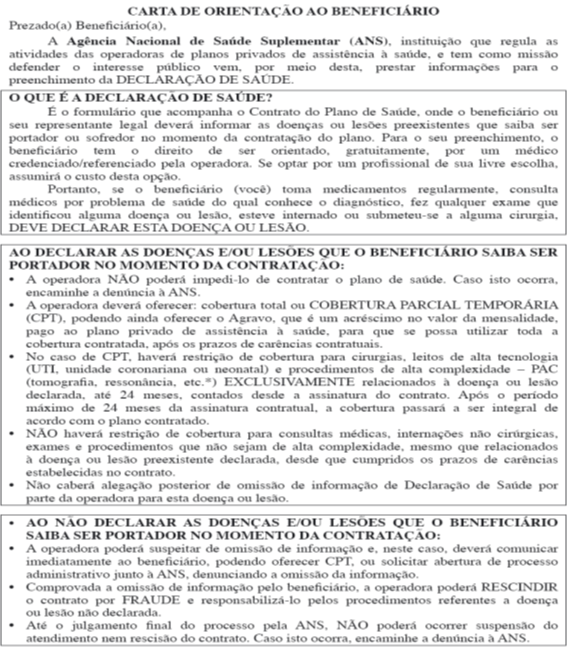 CARTA DE ORIENTAÇÃO AO BENEFICIÁRIO
Prezado(a) Beneficiário(a),
A Agência Nacional de Saúde Suplementar (ANS), instituição que regula as
atividades das operadoras de planos privados de assistência à saúde, e tem como missão
defender o interesse público vem, por meio desta, prestar informações para o
preenchimento da DECLARAÇÃO DE SAÚDE.
O QUE É A DECLARAÇÃO DE SAÚDE?
É o formulário que acompanha o Contrato do Plano de Saúde, onde o beneficiário ou
seu representante legal deverá informar as doenças ou lesões preexistentes que saiba ser
portador ou sofredor no momento da contratação do plano. Para o seu preenchimento, o
beneficiário tem o direito de ser orientado, gratuitamente, por um médico
credenciado/referenciado pela operadora. Se optar por um profissional de sua livre escolha,
assumirá o custo desta opção.
Portanto, se o beneficiário (você) toma medicamentos regularmente, consulta
médicos por problema de saúde do qual conhece o diagnóstico, fez qualquer exame que
identificou alguma doença ou lesão, esteve internado ou submeteu-se a alguma cirurgia,
DEVE DECLARAR ESTA DOENÇA OU LESÃO.
AO DECLARAR AS DOENÇAS E/OU LESÕES QUE O BENEFICIÁRIO SAIBA SER
PORTADOR NO MOMENTO DA CONTRATAÇÃO:
• A operadora NÃO poderá impedi-lo de contratar o plano de saúde. Caso isto ocorra,
encaminhe a denúncia à ANS.
• A operadora deverá oferecer: cobertura total ou COBERTURA PARCIAL TEMPORÁRIA
(CPT), podendo ainda oferecer o Agravo, que é um acréscimo no valor da mensalidade,
pago ao plano privado de assistência à saúde, para que se possa utilizar toda a
cobertura contratada, após os prazos de carências contratuais.
• No caso de CPT, haverá restrição de cobertura para cirurgias, leitos de alta tecnologia
(UTI, unidade coronariana ou neonatal) e procedimentos de alta complexidade – PAC
(tomografia, ressonância, etc.*) EXCLUSIVAMENTE relacionados à doença ou lesão
declarada, até 24 meses, contados desde a assinatura do contrato. Após o período
máximo de 24 meses da assinatura contratual, a cobertura passará a ser integral de
acordo com o plano contratado.
• NÃO haverá restrição de cobertura para consultas médicas, internações não cirúrgicas,
exames e procedimentos que não sejam de alta complexidade, mesmo que relacionados
à doença ou lesão preexistente declarada, desde que cumpridos os prazos de carências
estabelecidas no contrato.
• Não caberá alegação posterior de omissão de informação de Declaração de Saúde por
parte da operadora para esta doença ou lesão.
• AO NÃO DECLARAR AS DOENÇAS E/OU LESÕES QUE O BENEFICIÁRIO
SAIBA SER PORTADOR NO MOMENTO DA CONTRATAÇÃO:
• A operadora poderá suspeitar de omissão de informação e, neste caso, deverá comunicar
imediatamente ao beneficiário, podendo oferecer CPT, ou solicitar abertura de processo
administrativo junto à ANS, denunciando a omissão da informação.
• Comprovada a omissão de informação pelo beneficiário, a operadora poderá RESCINDIR
o contrato por FRAUDE e responsabilizá-lo pelos procedimentos referentes a doença
ou lesão não declarada.
• Até o julgamento final do processo pela ANS, NÃO poderá ocorrer suspensão do
atendimento nem rescisão do contrato. Caso isto ocorra, encaminhe a denúncia à ANS.